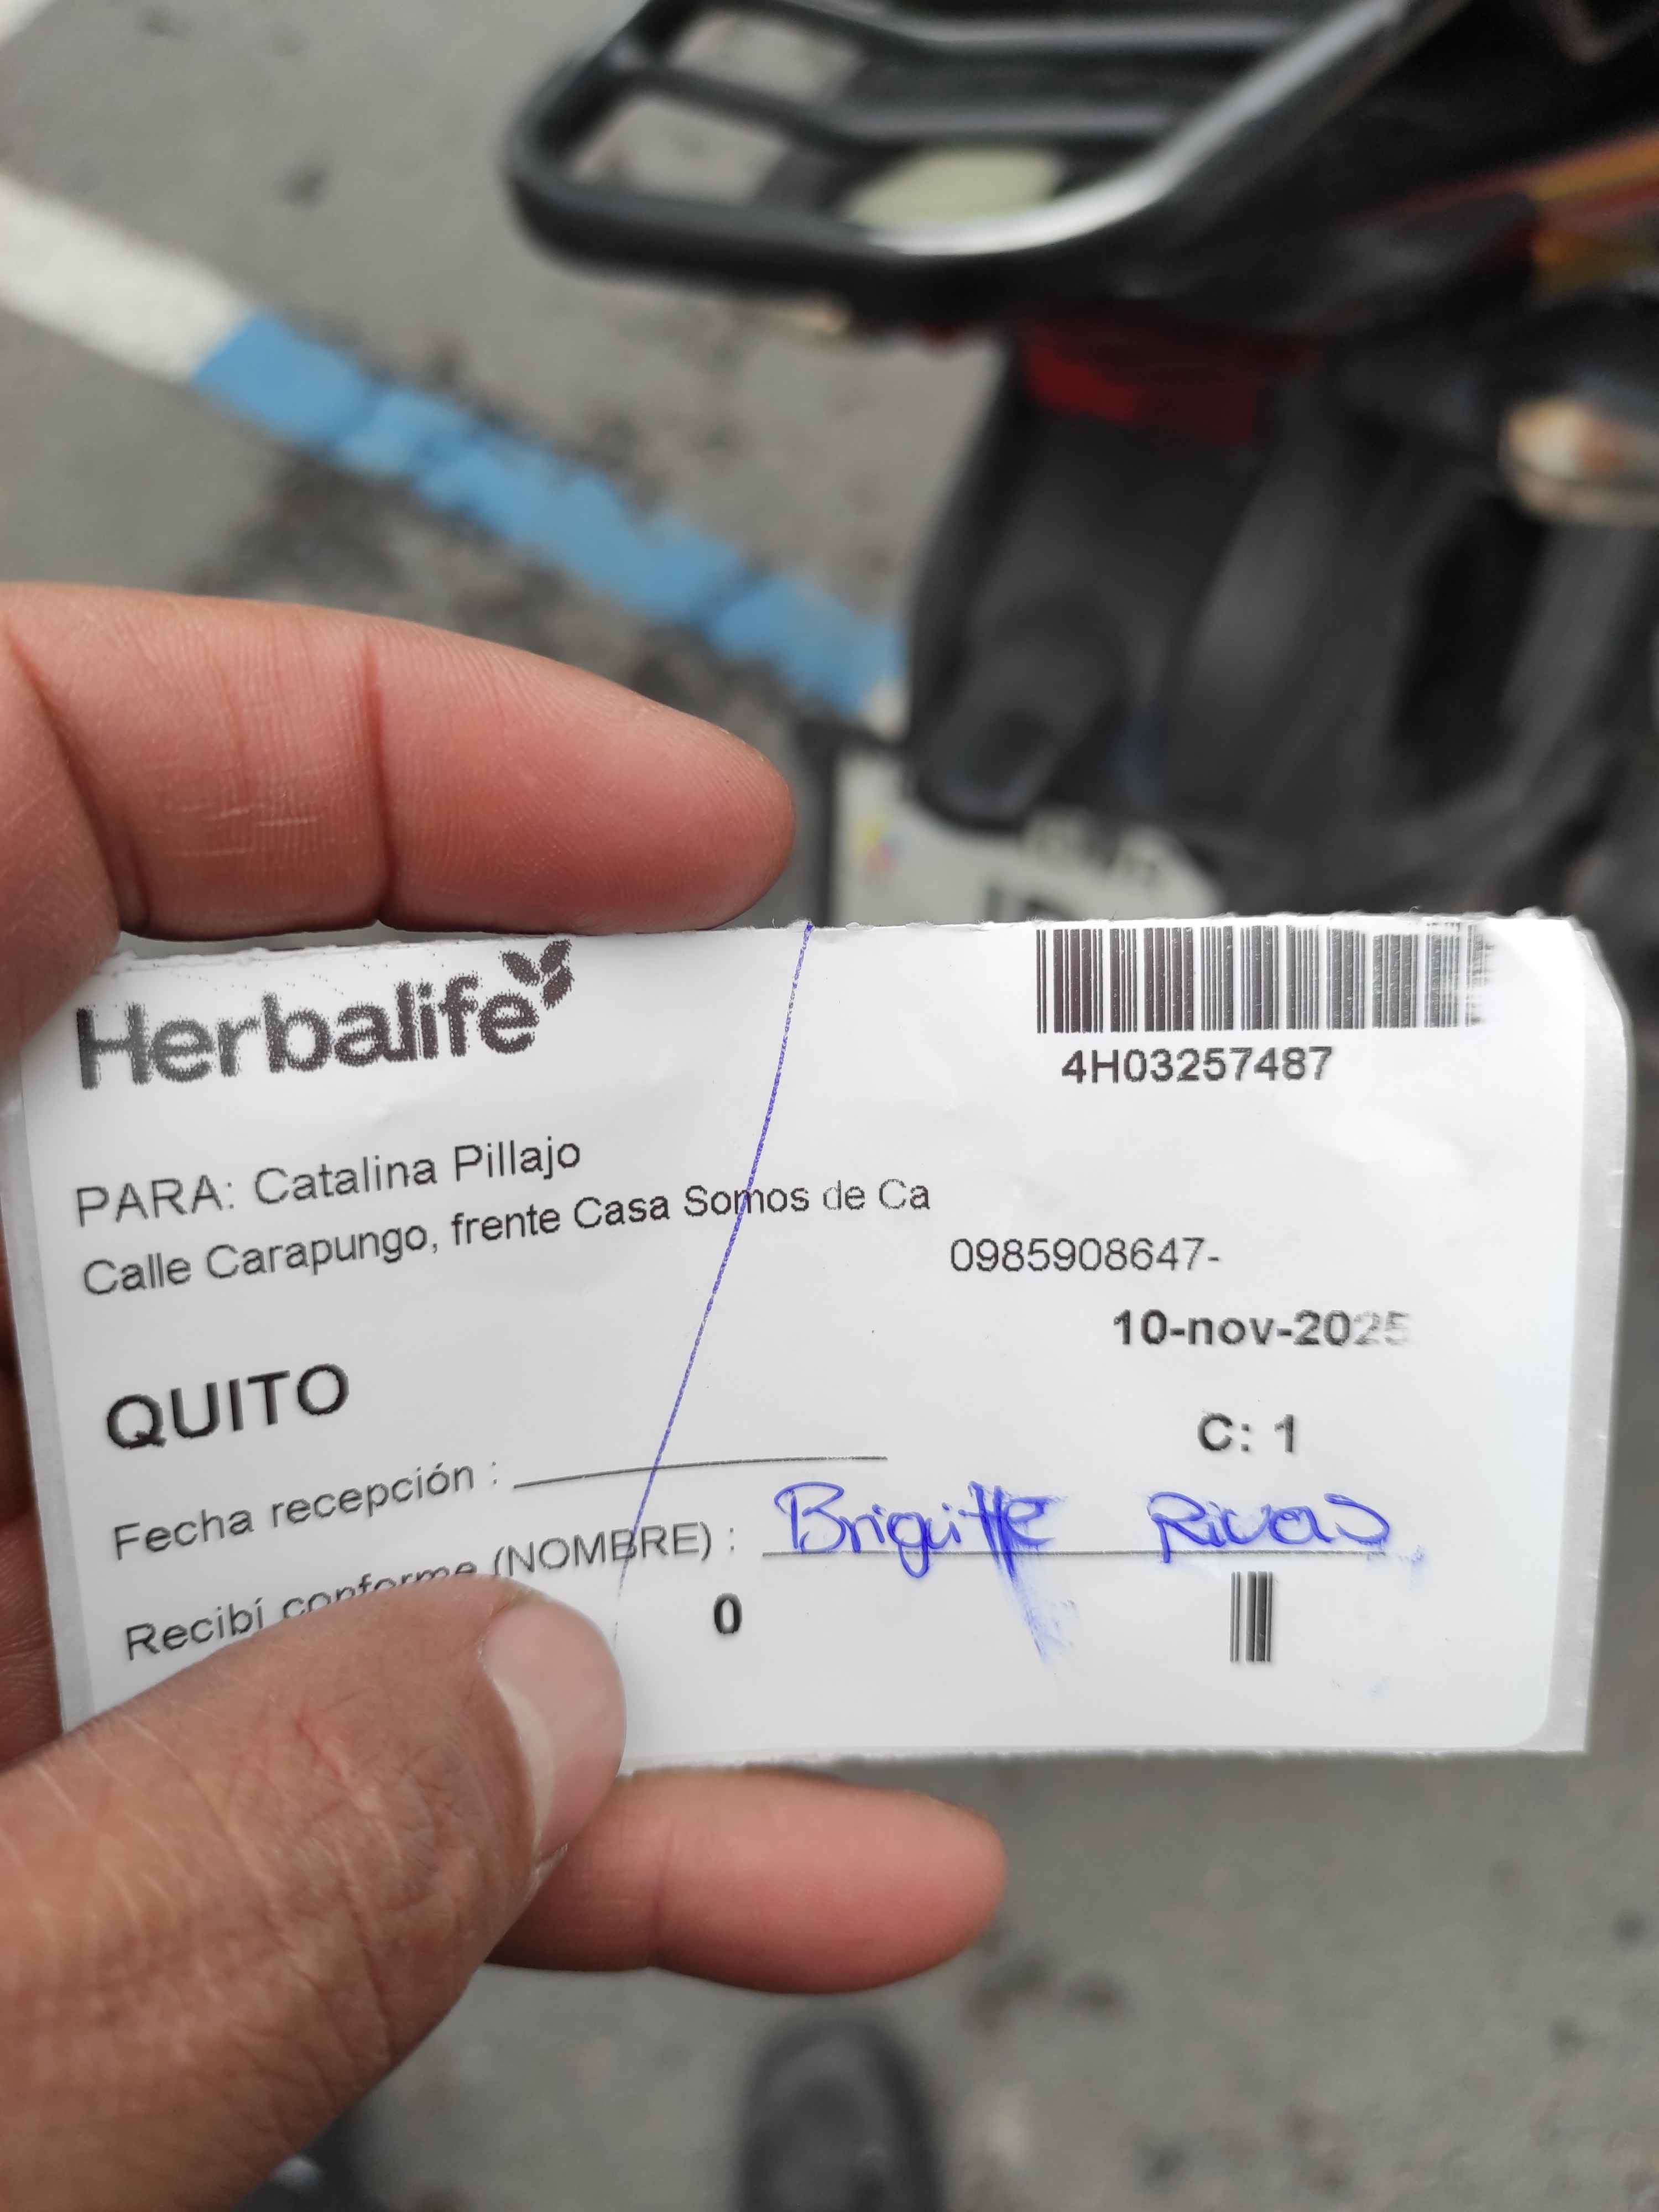 Herbalife
4H03257487
PARA: Catalina Pillajo
Calle Carapungo, frente Casa Somos de Ca
0985908647-
10-nov-2025
QUITO
C: 1
Fecha recepción :
Recibí conforme (NOMBRE) : Brigitte Rivas
0